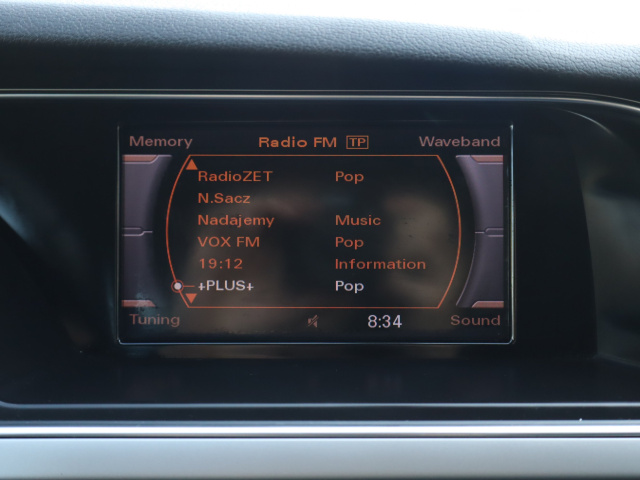 Memory Radio FM TP Waveband
RadioZET Pop
N.Sacz
Nadajemy Music
VOX FM Pop
19:12 Information
+PLUS+ Pop
Tuning 8:34 Sound